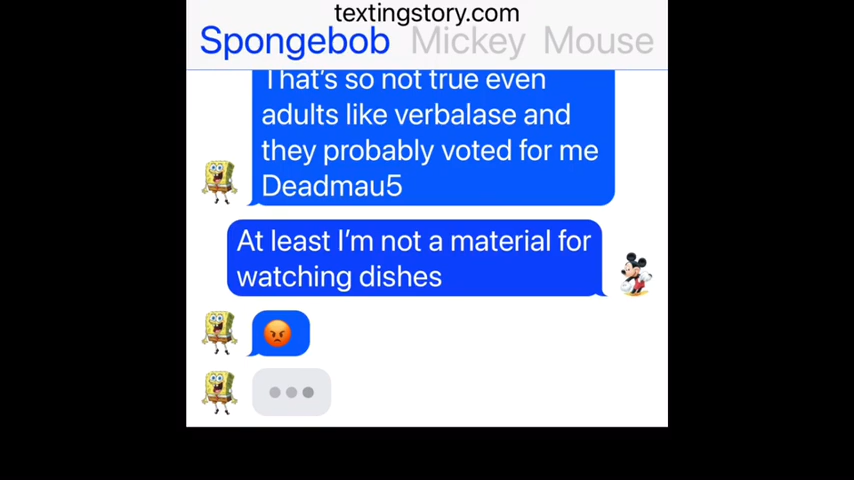 textingstory.com
Spongebob Mickey Mouse
That's so not true even
adults like verbalase and
they probably voted for me
Deadmau5
At least I'm not a material for
watching dishes
😡